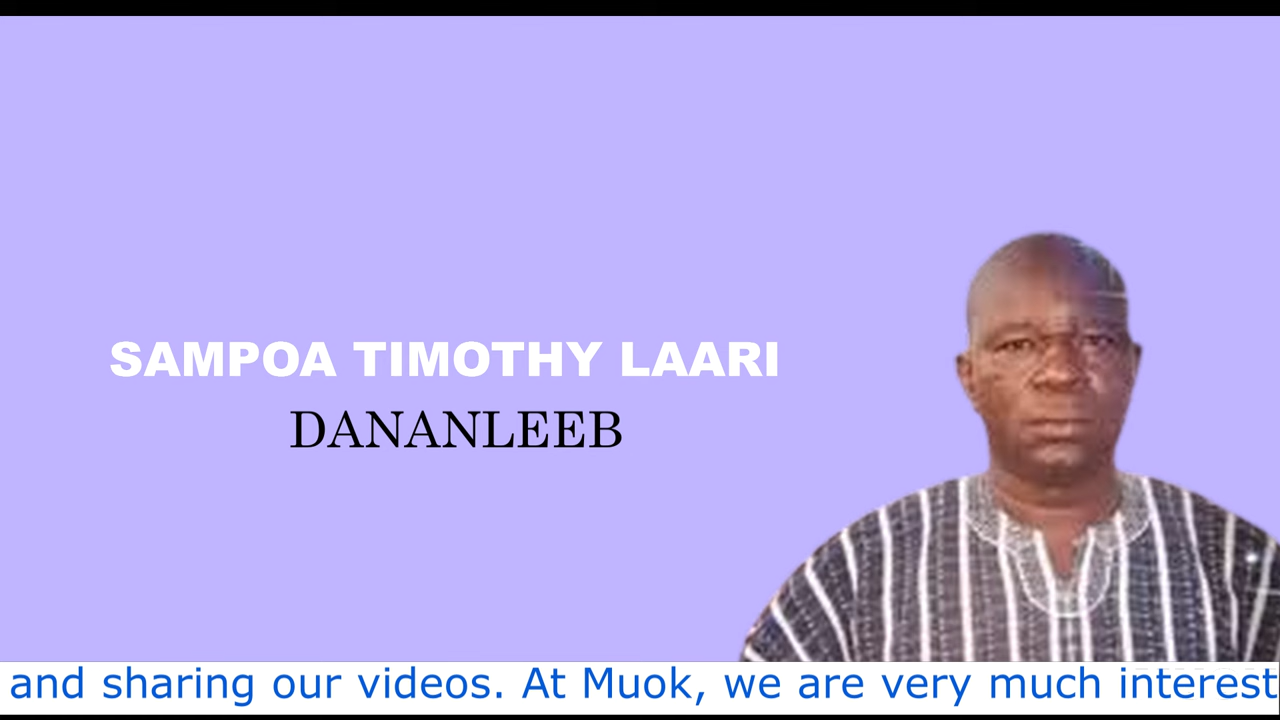 SAMPOA TIMOTHY LAARI
DANANLEEB
and sharing our videos. At Muok, we are very much interest